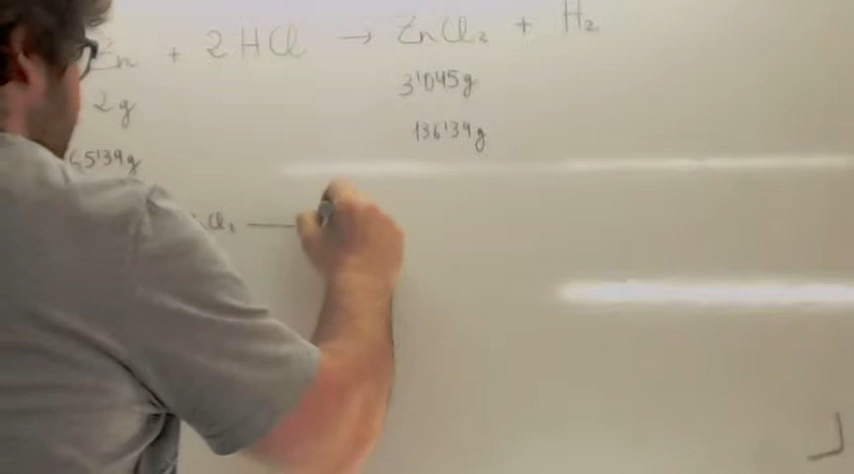 Zn + 2HCl → ZnCl₂ + H₂
2g 3'045g
65'39g 136'39g
Cl₂ —